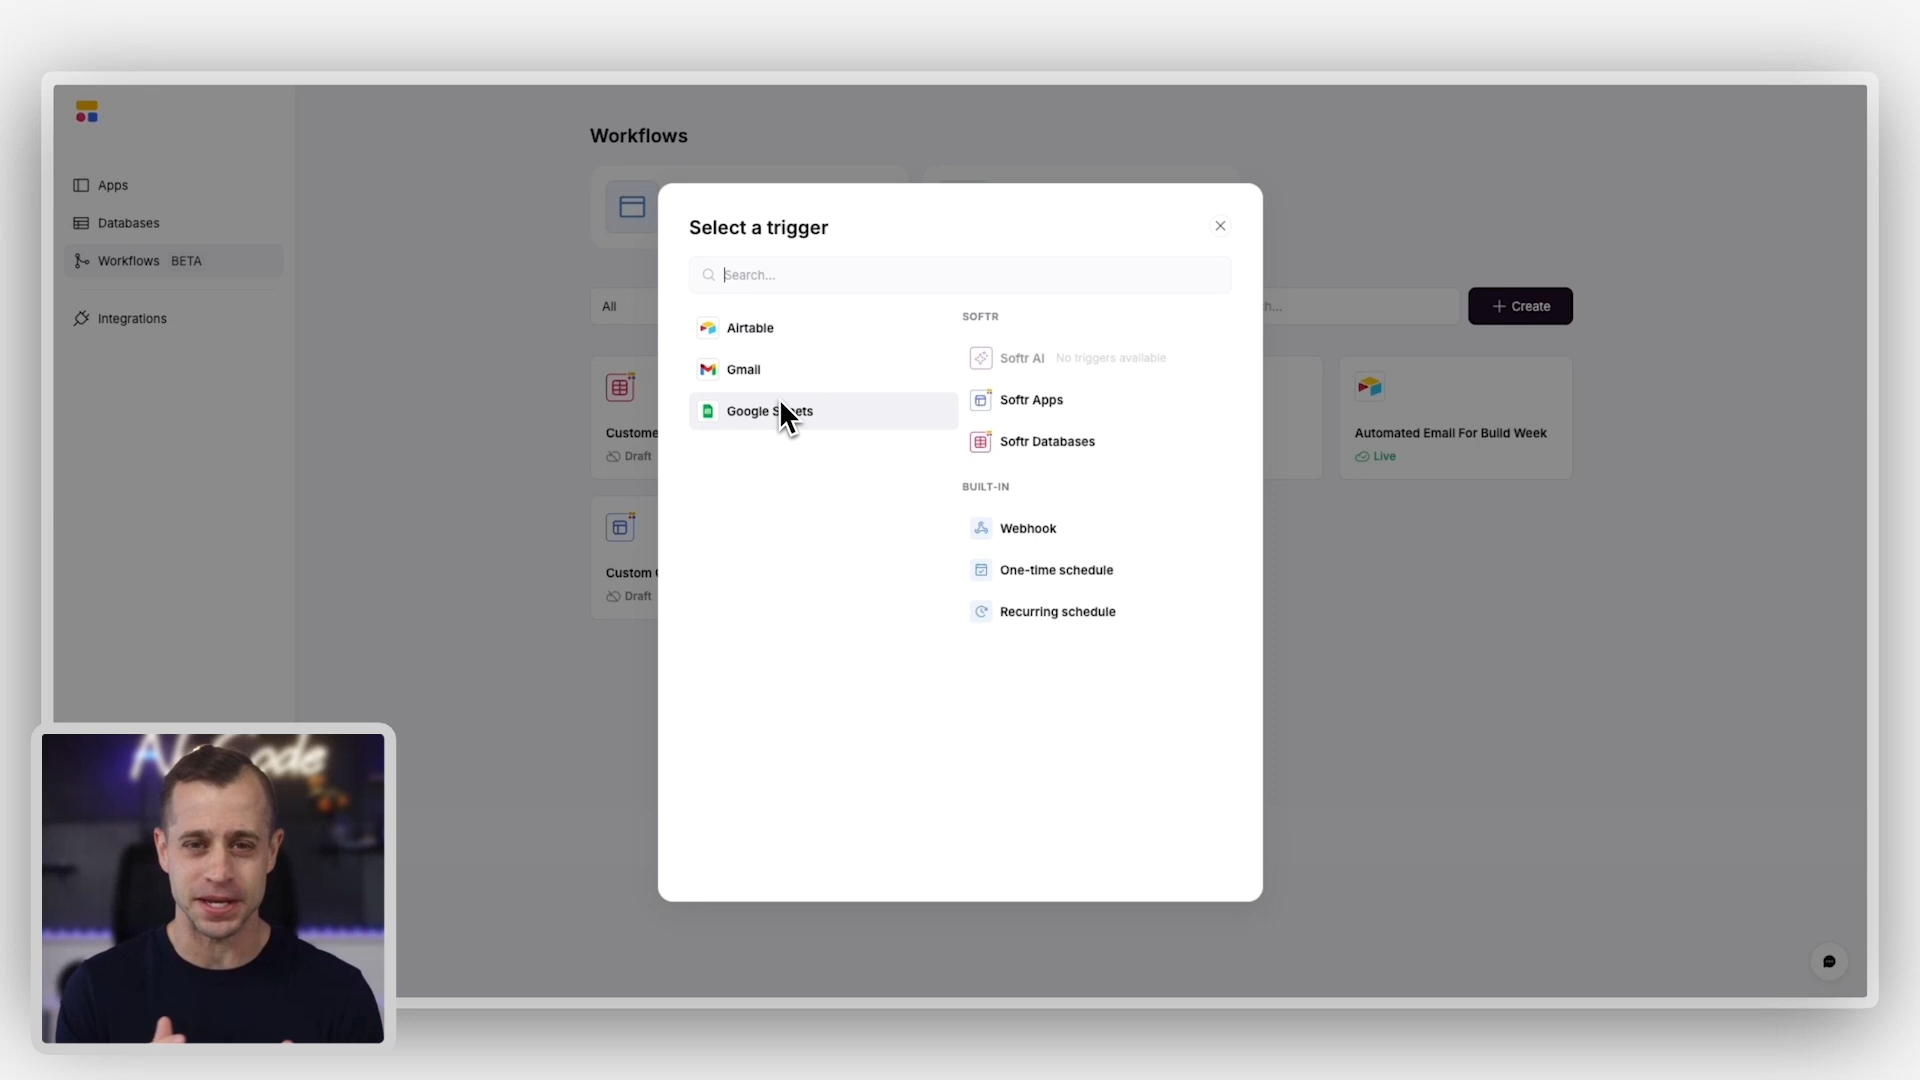 Workflows
Apps
Databases
Workflows BETA
Integrations
All
+ Create
Custome
Draft
Automated Email For Build Week
Live
Custom
Draft
Select a trigger
Search...
Airtable
Gmail
Google Sheets
SOFTR
Softr AI No triggers available
Softr Apps
Softr Databases
BUILT-IN
Webhook
One-time schedule
Recurring schedule